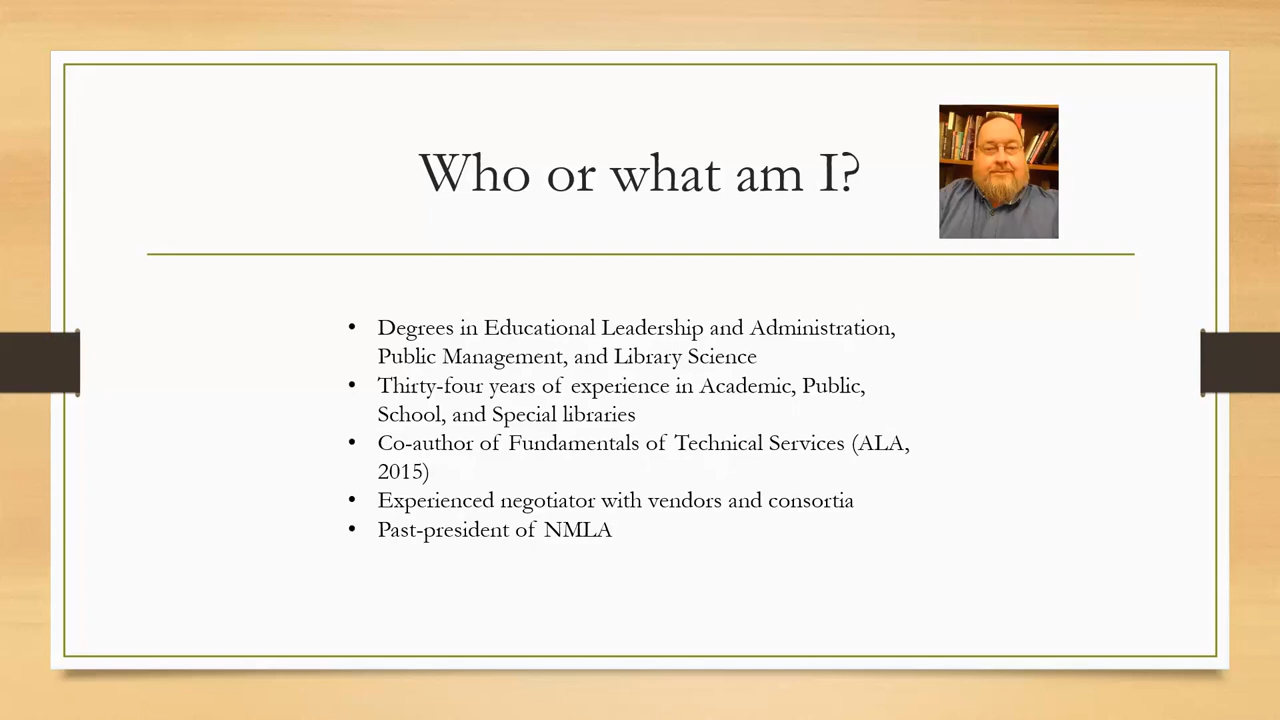 Who or what am I?
• Degrees in Educational Leadership and Administration,
Public Management, and Library Science
• Thirty-four years of experience in Academic, Public,
School, and Special libraries
• Co-author of Fundamentals of Technical Services (ALA,
2015)
• Experienced negotiator with vendors and consortia
• Past-president of NMLA